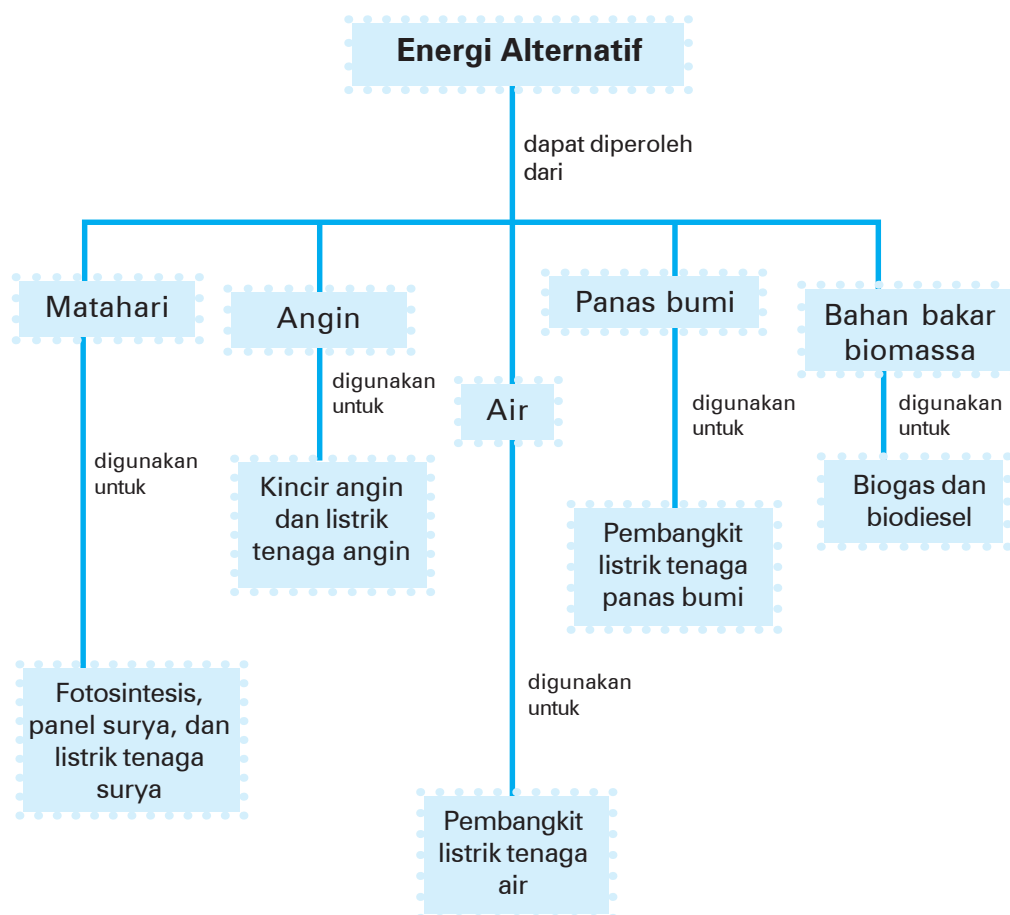 Energi Alternatif
dapat diperoleh
dari
Matahari
Angin
Air
Panas bumi
Bahan bakar
biomassa
digunakan
untuk
digunakan
untuk
digunakan
untuk
digunakan
untuk
digunakan
untuk
Kincir angin
dan listrik
tenaga angin
Pembangkit
listrik tenaga
panas bumi
Biogas dan
biodiesel
Fotosintesis,
panel surya, dan
listrik tenaga
surya
Pembangkit
listrik tenaga
air